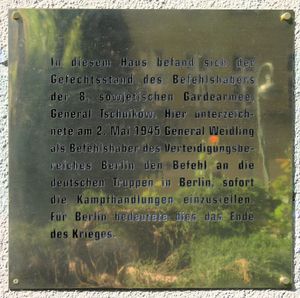 In diesem Haus befand sich der
Gefechtsstand des Befehlshabers
der 8. sowjetischen Gardearmee,
General Tschuikow. Hier unterzeich-
nete am 2. Mai 1945 General Weidling
als Befehlshaber des Verteidigungsbe-
reiches Berlin den Befehl an die
deutschen Truppen in Berlin, sofort
die Kampfhandlungen einzustellen.
Für Berlin bedeutete dies das Ende
des Krieges.